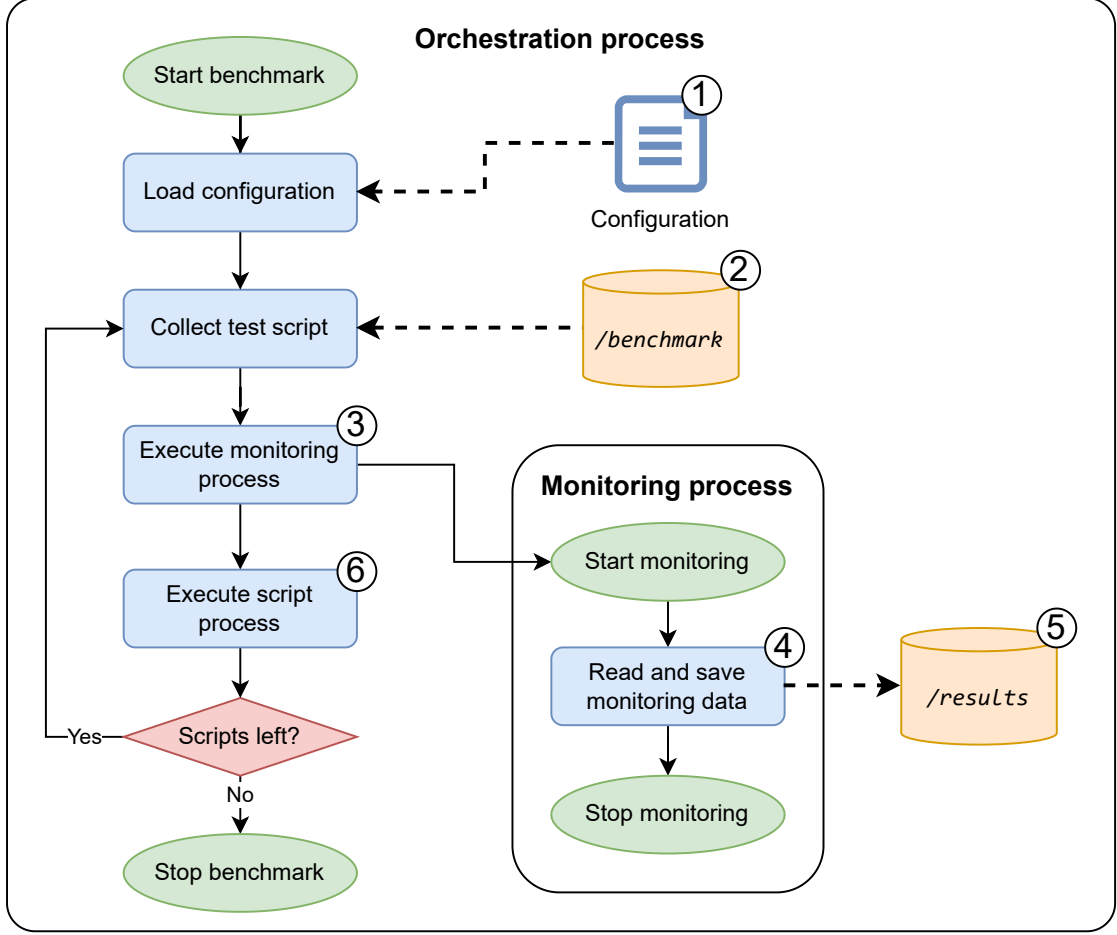 Orchestration process
Start benchmark
1
Load configuration
Configuration
2
Collect test script
/benchmark
3
Execute monitoring
process
Monitoring process
Start monitoring
6
Execute script
process
4
Read and save
monitoring data
5
/results
Scripts left?
Yes
No
Stop monitoring
Stop benchmark